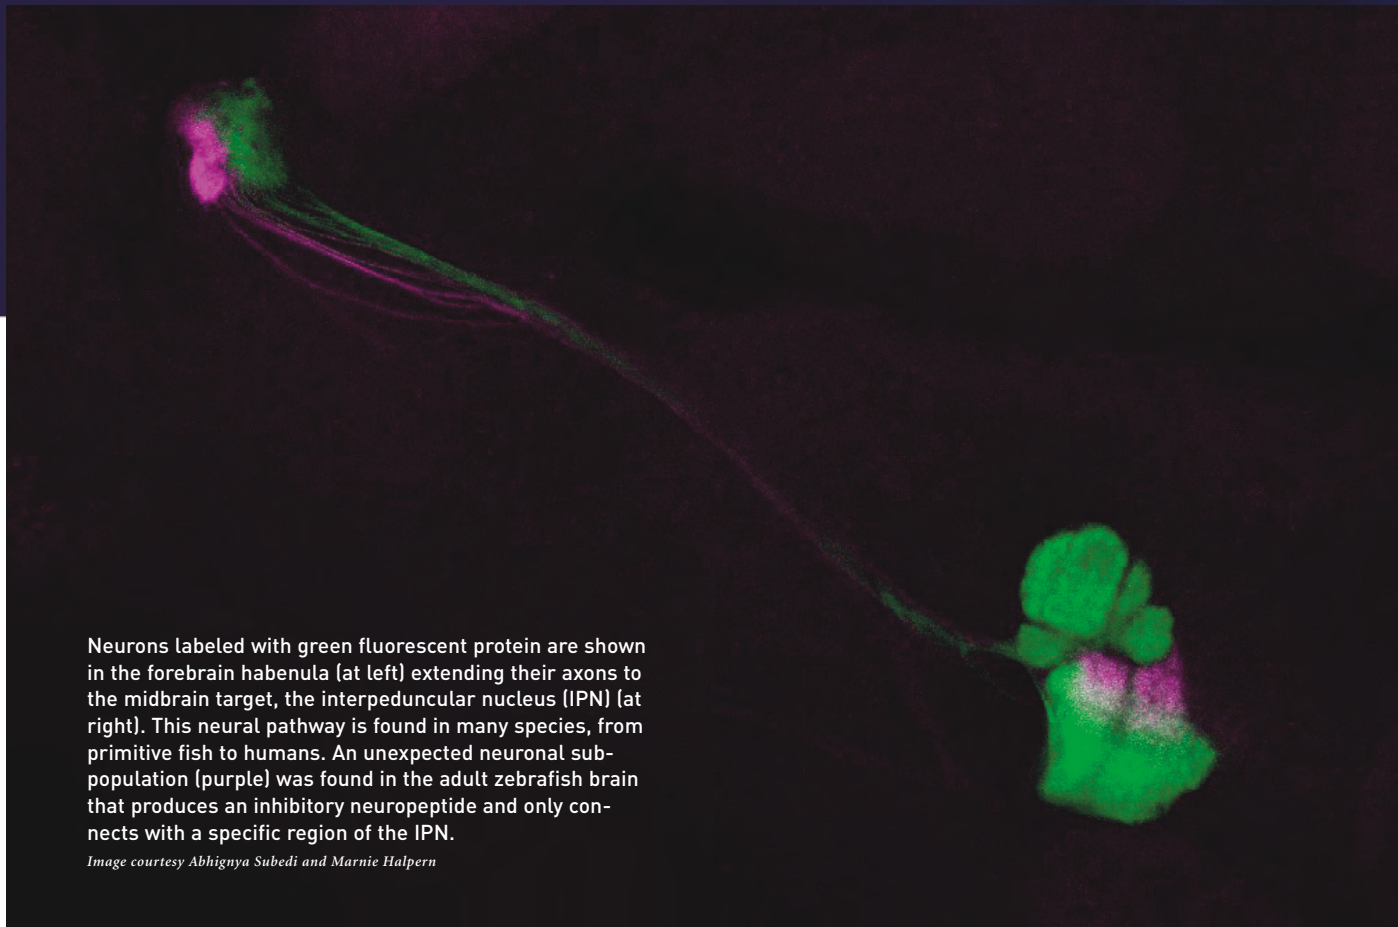 Neurons labeled with green fluorescent protein are shown
in the forebrain habenula (at left) extending their axons to
the midbrain target, the interpeduncular nucleus (IPN) (at
right). This neural pathway is found in many species, from
primitive fish to humans. An unexpected neuronal sub-
population (purple) was found in the adult zebrafish brain
that produces an inhibitory neuropeptide and only con-
nects with a specific region of the IPN.
Image courtesy Abhignya Subedi and Marnie Halpern